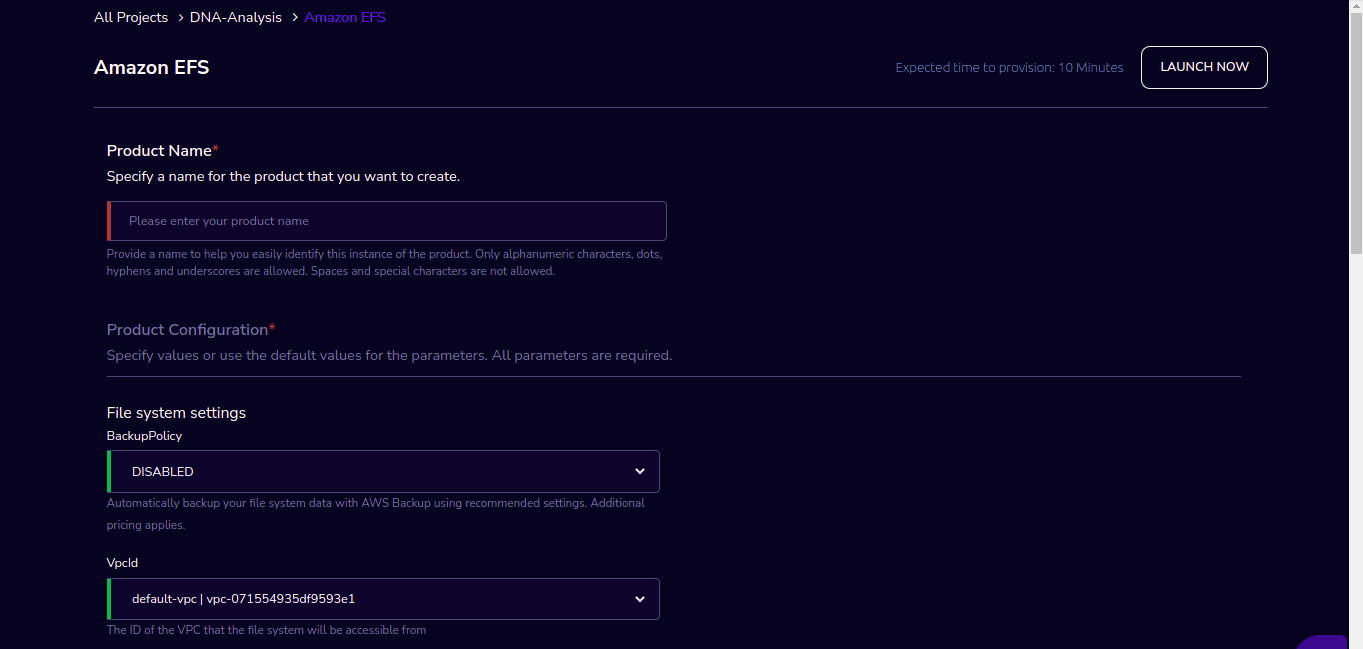 All Projects > DNA-Analysis > Amazon EFS
Amazon EFS
Expected time to provision: 10 Minutes
LAUNCH NOW
Product Name*
Specify a name for the product that you want to create.
Please enter your product name
Provide a name to help you easily identify this instance of the product. Only alphanumeric characters, dots,
hyphens and underscores are allowed. Spaces and special characters are not allowed.
Product Configuration*
Specify values or use the default values for the parameters. All parameters are required.
File system settings
BackupPolicy
DISABLED
Automatically backup your file system data with AWS Backup using recommended settings. Additional
pricing applies.
VpcId
default-vpc | vpc-071554935df9593e1
The ID of the VPC that the file system will be accessible from